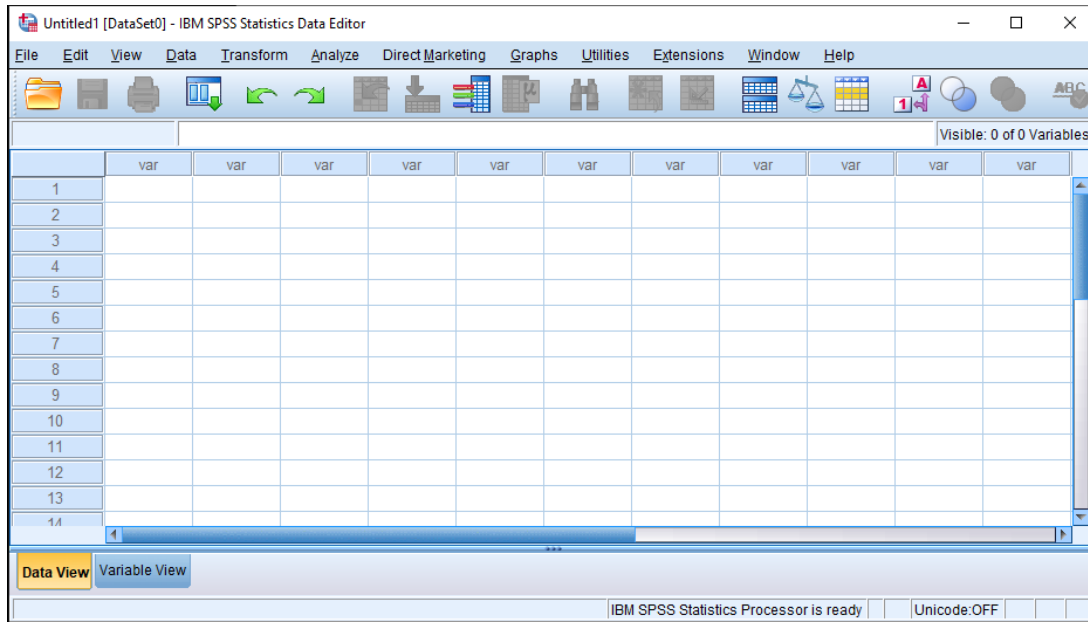 Untitled1 [DataSet0] - IBM SPSS Statistics Data Editor
File Edit View Data Transform Analyze Direct Marketing Graphs Utilities Extensions Window Help
A
1
μ
ABC
Visible: 0 of 0 Variables
var var var var var var var var var var var
1
2
3
4
5
6
7
8
9
10
11
12
13
14
Data View Variable View
IBM SPSS Statistics Processor is ready Unicode:OFF